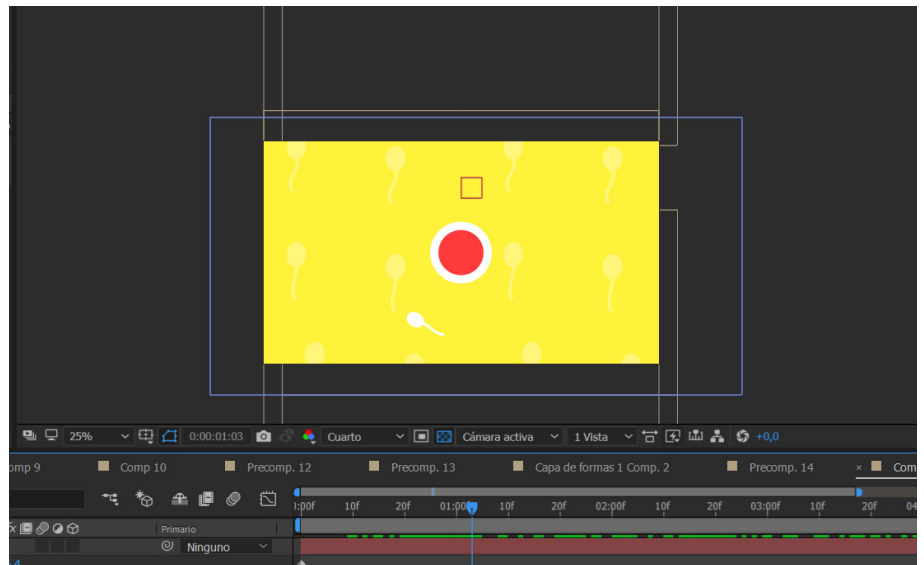 25%
0:00:01:03
Cuarto
Cámara activa
1 Vista
+0,0
omp 9
Comp 10
Precomp. 12
Precomp. 13
Capa de formas 1 Comp. 2
Precomp. 14
× Com
):00f 10f 20f 01:00f 10f 20f 02:00f 10f 20f 03:00f 10f 20f 04
fx
Primario
Ninguno